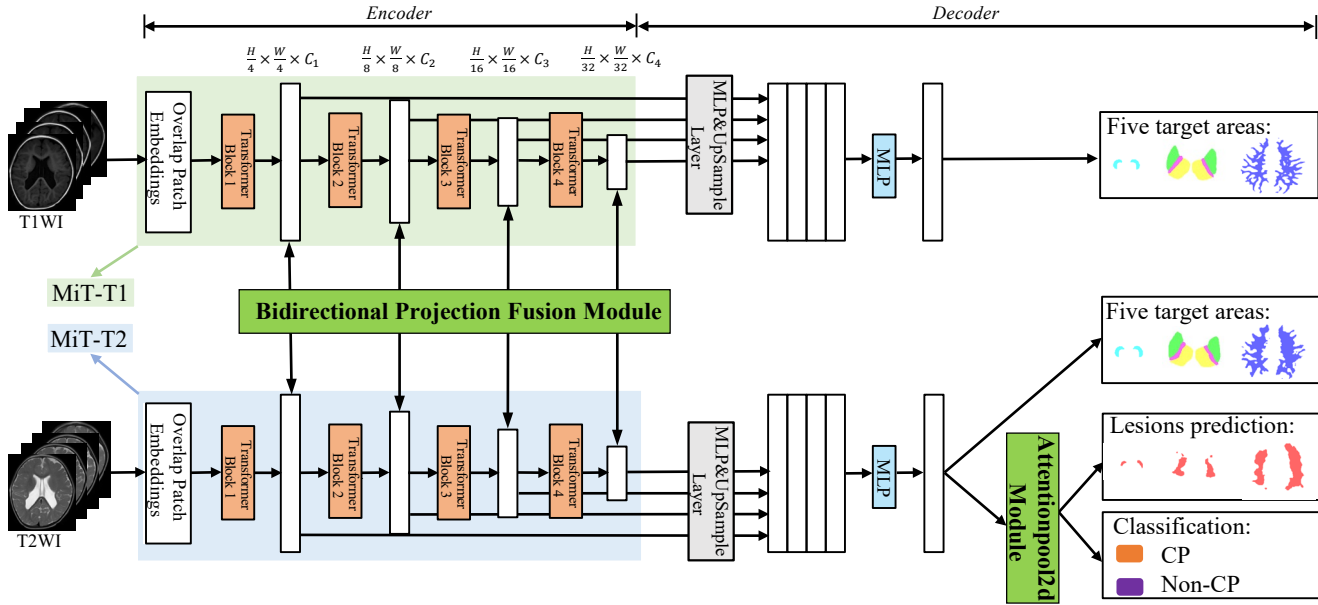 Encoder
Decoder
H/4 × W/4 × C₁
H/8 × W/8 × C₂
H/16 × W/16 × C₃
H/32 × W/32 × C₄
Overlap Patch
Embeddings
Transformer
Block 1
Transformer
Block 2
Transformer
Block 3
Transformer
Block 4
MLP&UpSample
Layer
MLP
Five target areas:
T1WI
MiT-T1
Bidirectional Projection Fusion Module
MiT-T2
Five target areas:
Overlap Patch
Embeddings
Transformer
Block 1
Transformer
Block 2
Transformer
Block 3
Transformer
Block 4
MLP&UpSample
Layer
MLP
Attentionpool2d
Module
Lesions prediction:
T2WI
Classification:
CP
Non-CP